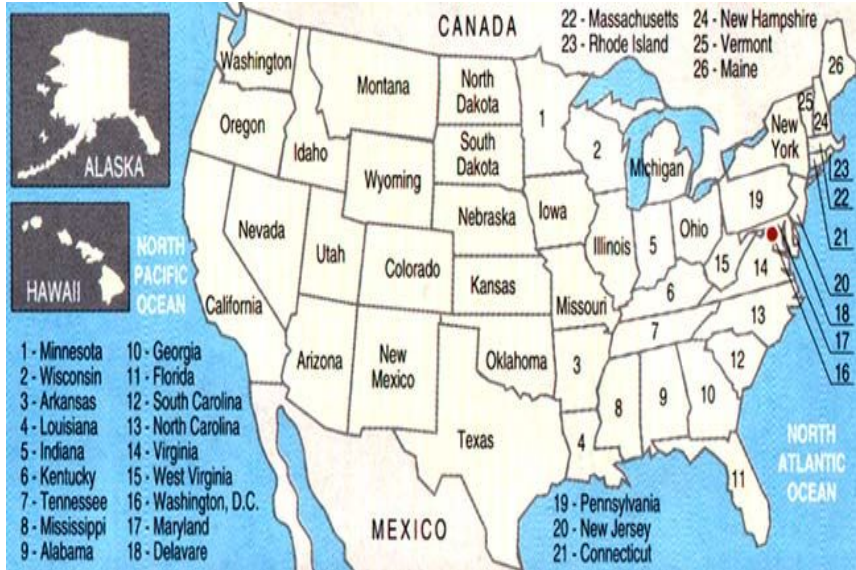 CANADA
22 - Massachusetts
23 - Rhode Island
24 - New Hampshire
25 - Vermont
26 - Maine
26
Washington
Montana
North
Dakota
1
25
24
Oregon
Idaho
South
Dakota
2
Michigan
New
York
ALASKA
Wyoming
23
22
21
19
Nebraska
Iowa
Nevada
Utah
Colorado
Illinois
5
Ohio
15
14
NORTH
PACIFIC
OCEAN
HAWAII
California
Kansas
Missouri
6
20
18
17
16
13
7
Arizona
New
Mexico
Oklahoma
3
12
8
9
10
Texas
4
11
NORTH
ATLANTIC
OCEAN
MEXICO
1 - Minnesota
2 - Wisconsin
3 - Arkansas
4 - Louisiana
5 - Indiana
6 - Kentucky
7 - Tennessee
8 - Mississippi
9 - Alabama
10 - Georgia
11 - Florida
12 - South Carolina
13 - North Carolina
14 - Virginia
15 - West Virginia
16 - Washington, D.C.
17 - Maryland
18 - Delavare
19 - Pennsylvania
20 - New Jersey
21 - Connecticut